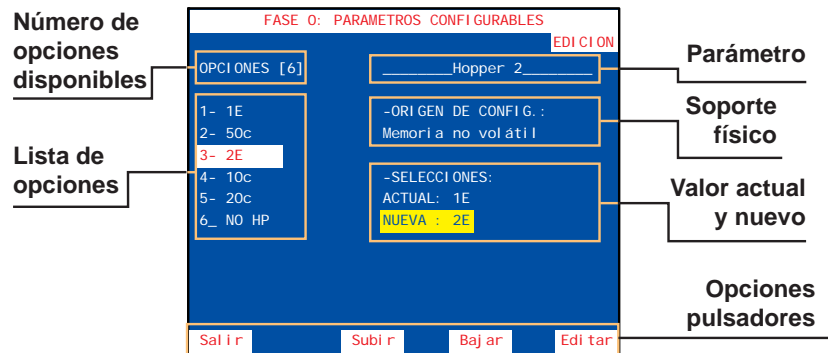 Número de
opciones
disponibles
Lista de
opciones
FASE 0: PARAMETROS CONFIGURABLES
EDICION
OPCIONES [6]
________Hopper 2________
1- 1E
2- 50c
3- 2E
4- 10c
5- 20c
6_ NO HP
-ORIGEN DE CONFIG.:
Memoria no volátil
-SELECCIONES:
ACTUAL: 1E
NUEVA : 2E
Salir Subir Bajar Editar
Parámetro
Soporte
físico
Valor actual
y nuevo
Opciones
pulsadores